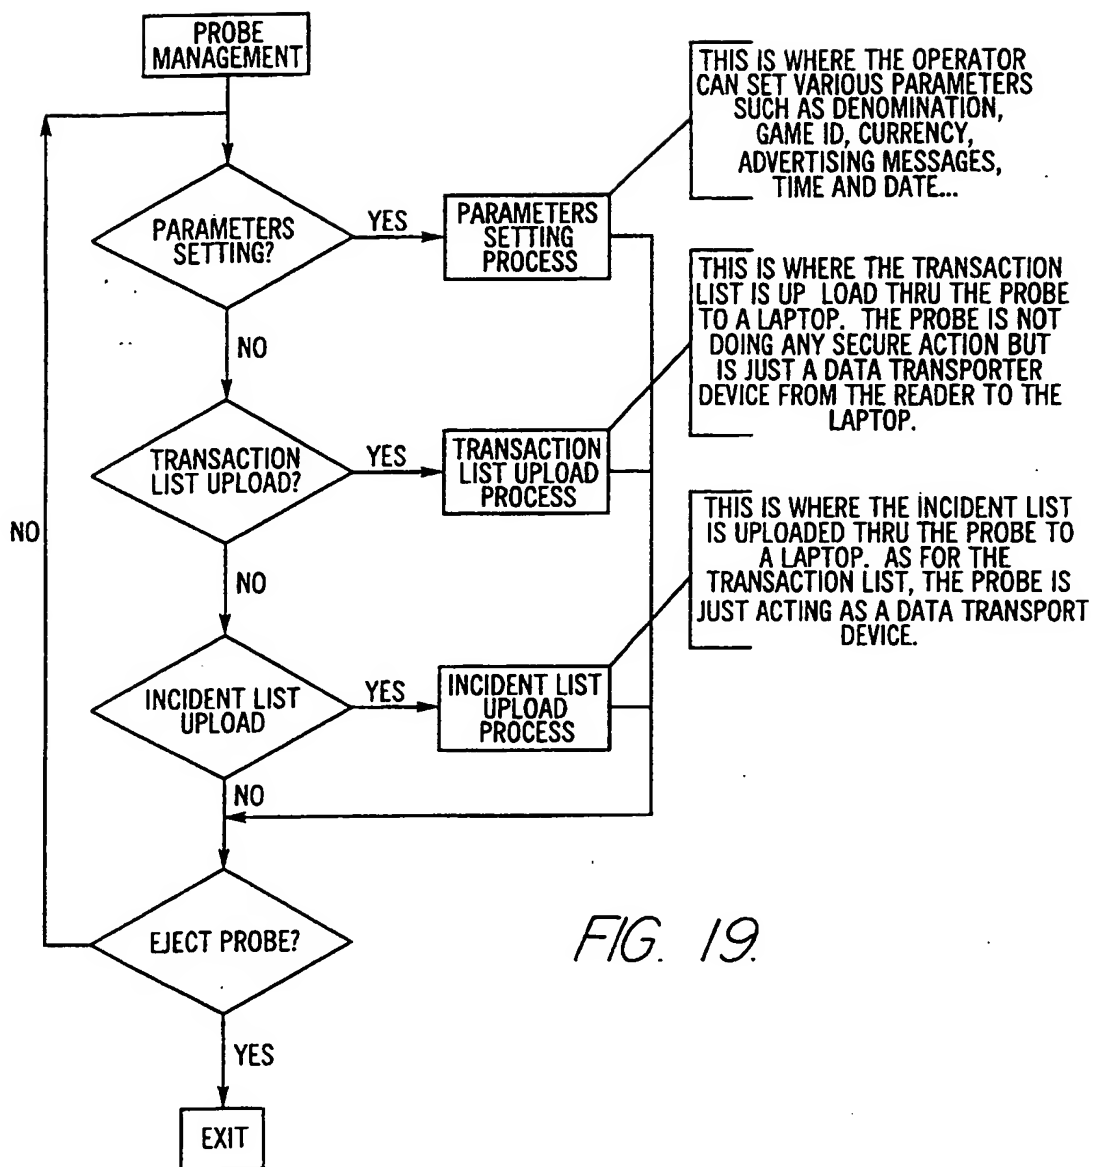 PROBE
MANAGEMENT
THIS IS WHERE THE OPERATOR
CAN SET VARIOUS PARAMETERS
SUCH AS DENOMINATION,
GAME ID, CURRENCY,
ADVERTISING MESSAGES,
TIME AND DATE...
PARAMETERS
SETTING?
YES
PARAMETERS
SETTING
PROCESS
NO
THIS IS WHERE THE TRANSACTION
LIST IS UP LOAD THRU THE PROBE
TO A LAPTOP. THE PROBE IS NOT
DOING ANY SECURE ACTION BUT
IS JUST A DATA TRANSPORTER
DEVICE FROM THE READER TO THE
LAPTOP.
TRANSACTION
LIST UPLOAD?
YES
TRANSACTION
LIST UPLOAD
PROCESS
NO
NO
THIS IS WHERE THE INCIDENT LIST
IS UPLOADED THRU THE PROBE TO
A LAPTOP. AS FOR THE
TRANSACTION LIST, THE PROBE IS
JUST ACTING AS A DATA TRANSPORT
DEVICE.
INCIDENT LIST
UPLOAD
YES
INCIDENT LIST
UPLOAD
PROCESS
NO
EJECT PROBE?
FIG. 19.
YES
EXIT